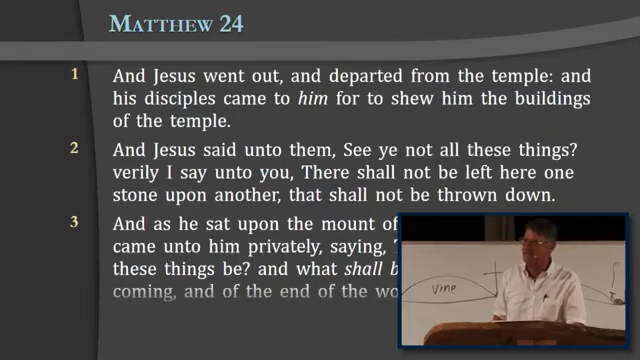 MATTHEW 24
1 And Jesus went out, and departed from the temple: and
his disciples came to him for to shew him the buildings
of the temple.
2 And Jesus said unto them, See ye not all these things?
verily I say unto you, There shall not be left here one
stone upon another, that shall not be thrown down.
3 And as he sat upon the mount of
came unto him privately, saying,
these things be? and what shall
coming, and of the end of the
vine